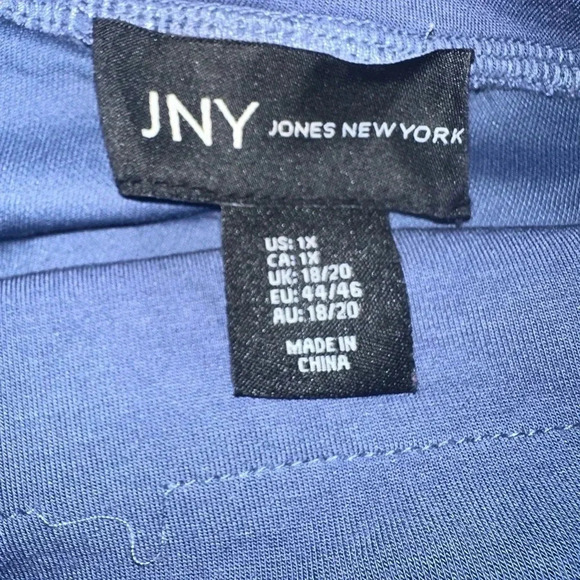 JNY JONES NEW YORK
US: 1X
CA: 1X
UK: 18/20
EU: 44/46
AU: 18/20
MADE IN
CHINA